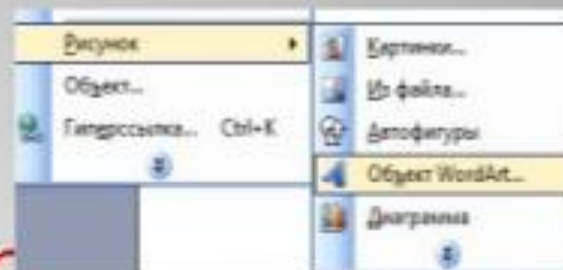 Рисунок
Объект...
Гиперссылка... Ctrl+K
Картинки...
Из файла...
Автофигуры
Объект WordArt...
Диаграмма